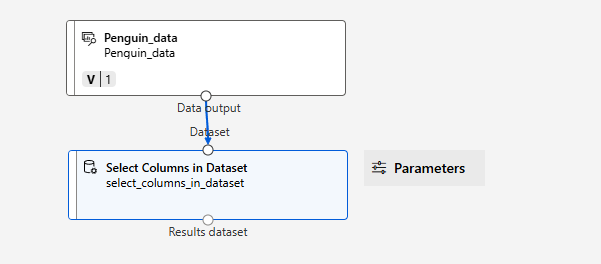 Penguin_data
Penguin_data
V | 1
Data output
Dataset
Select Columns in Dataset
select_columns_in_dataset
Parameters
Results dataset